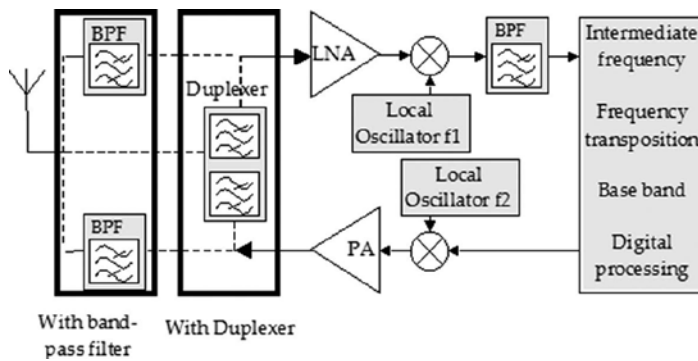 BPF
Duplexer
LNA
BPF
Local
Oscillator f1
Local
Oscillator f2
BPF
PA
Intermediate
frequency
Frequency
transposition
Base band
Digital
processing
With band-
pass filter
With Duplexer